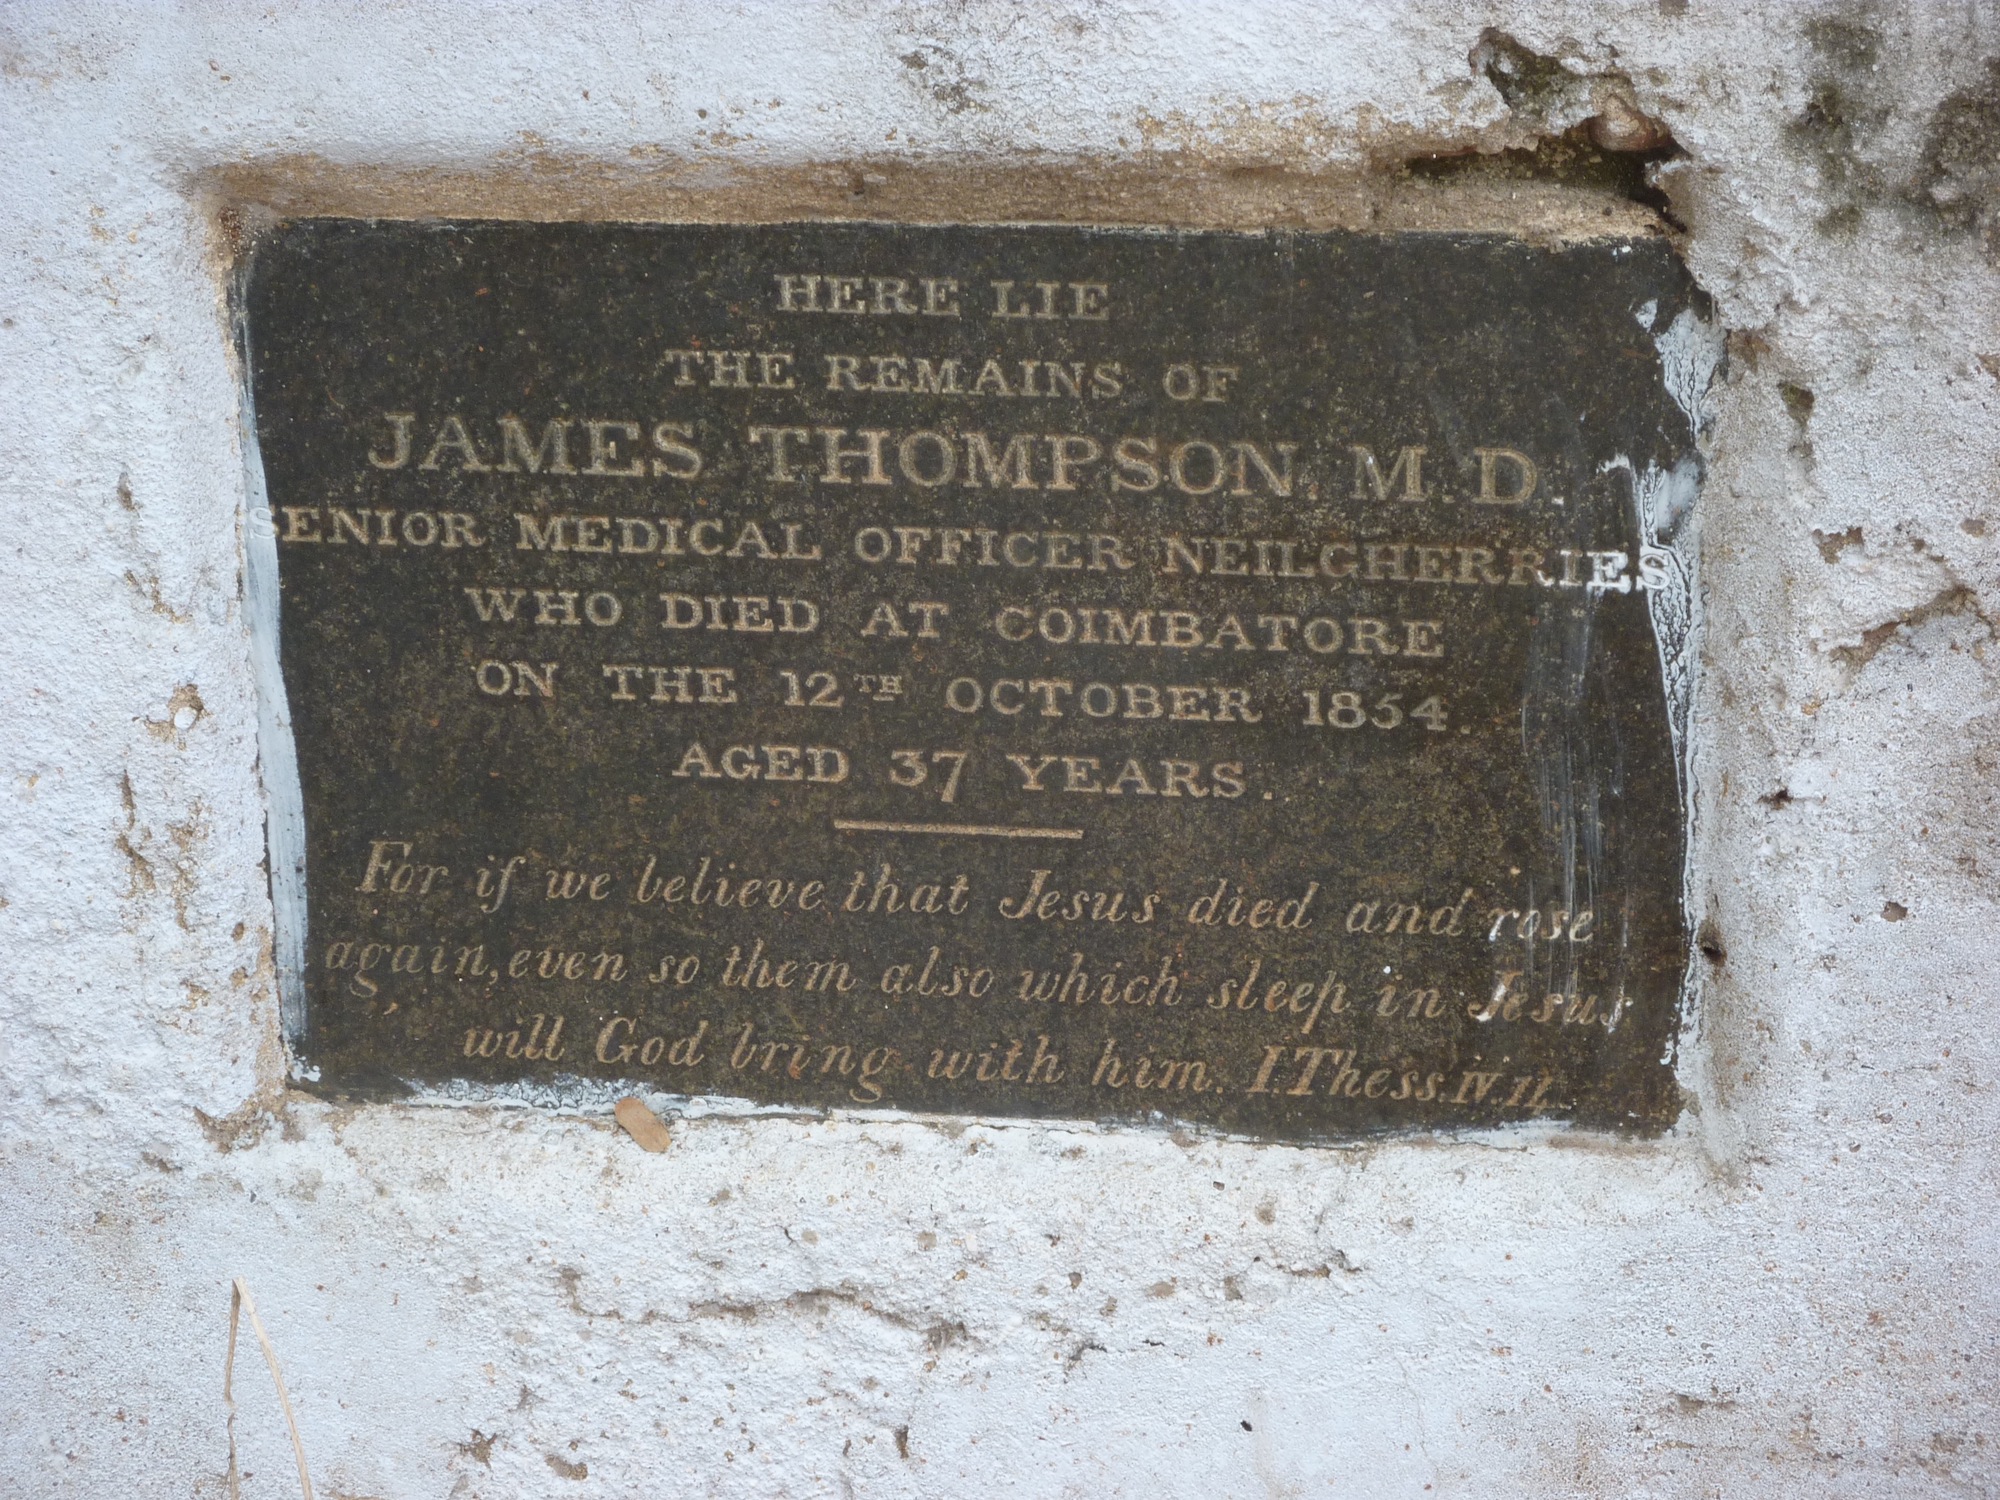 HERE LIE
THE REMAINS OF
JAMES THOMPSON. M.D.
SENIOR MEDICAL OFFICER NEILGHERRIES
WHO DIED AT COIMBATORE
ON THE 12TH OCTOBER 1854.
AGED 37 YEARS.
For if we believe that Jesus died and rose
again, even so them also which sleep in Jesus
will God bring with him. I. Thess. IV.